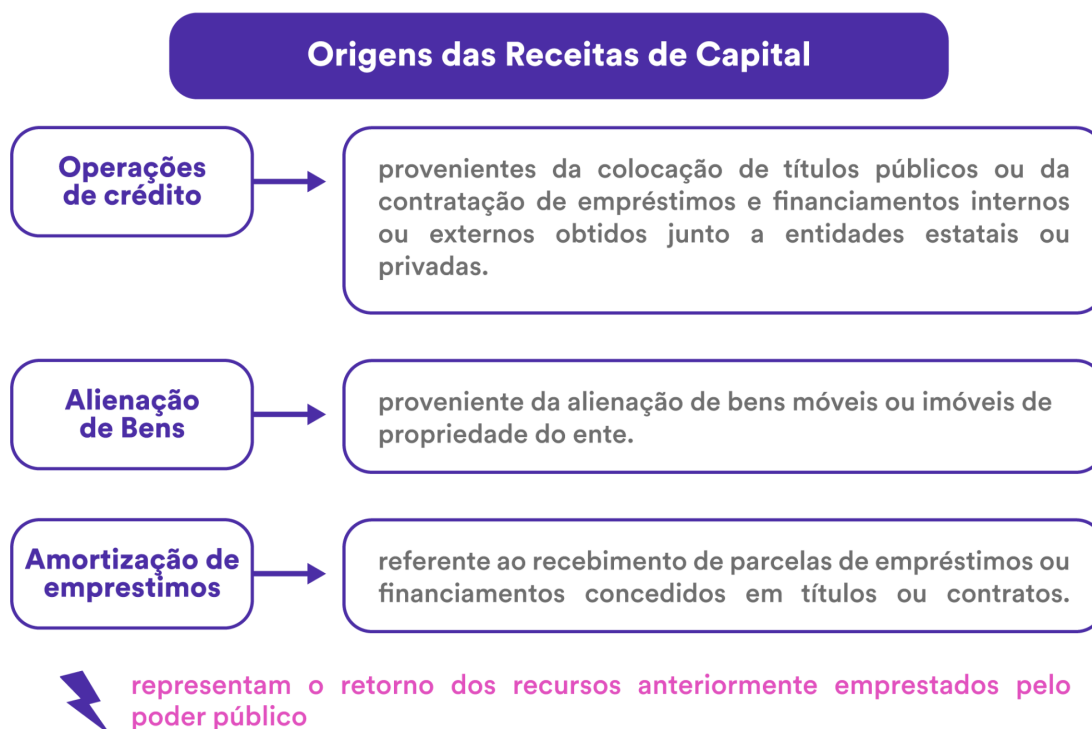 Origens das Receitas de Capital
Operações
de crédito
provenientes da colocação de títulos públicos ou da
contratação de empréstimos e financiamentos internos
ou externos obtidos junto a entidades estatais ou
privadas.
Alienação
de Bens
proveniente da alienação de bens móveis ou imóveis de
propriedade do ente.
Amortização de
emprestimos
referente ao recebimento de parcelas de empréstimos ou
financiamentos concedidos em títulos ou contratos.
representam o retorno dos recursos anteriormente emprestados pelo
poder público